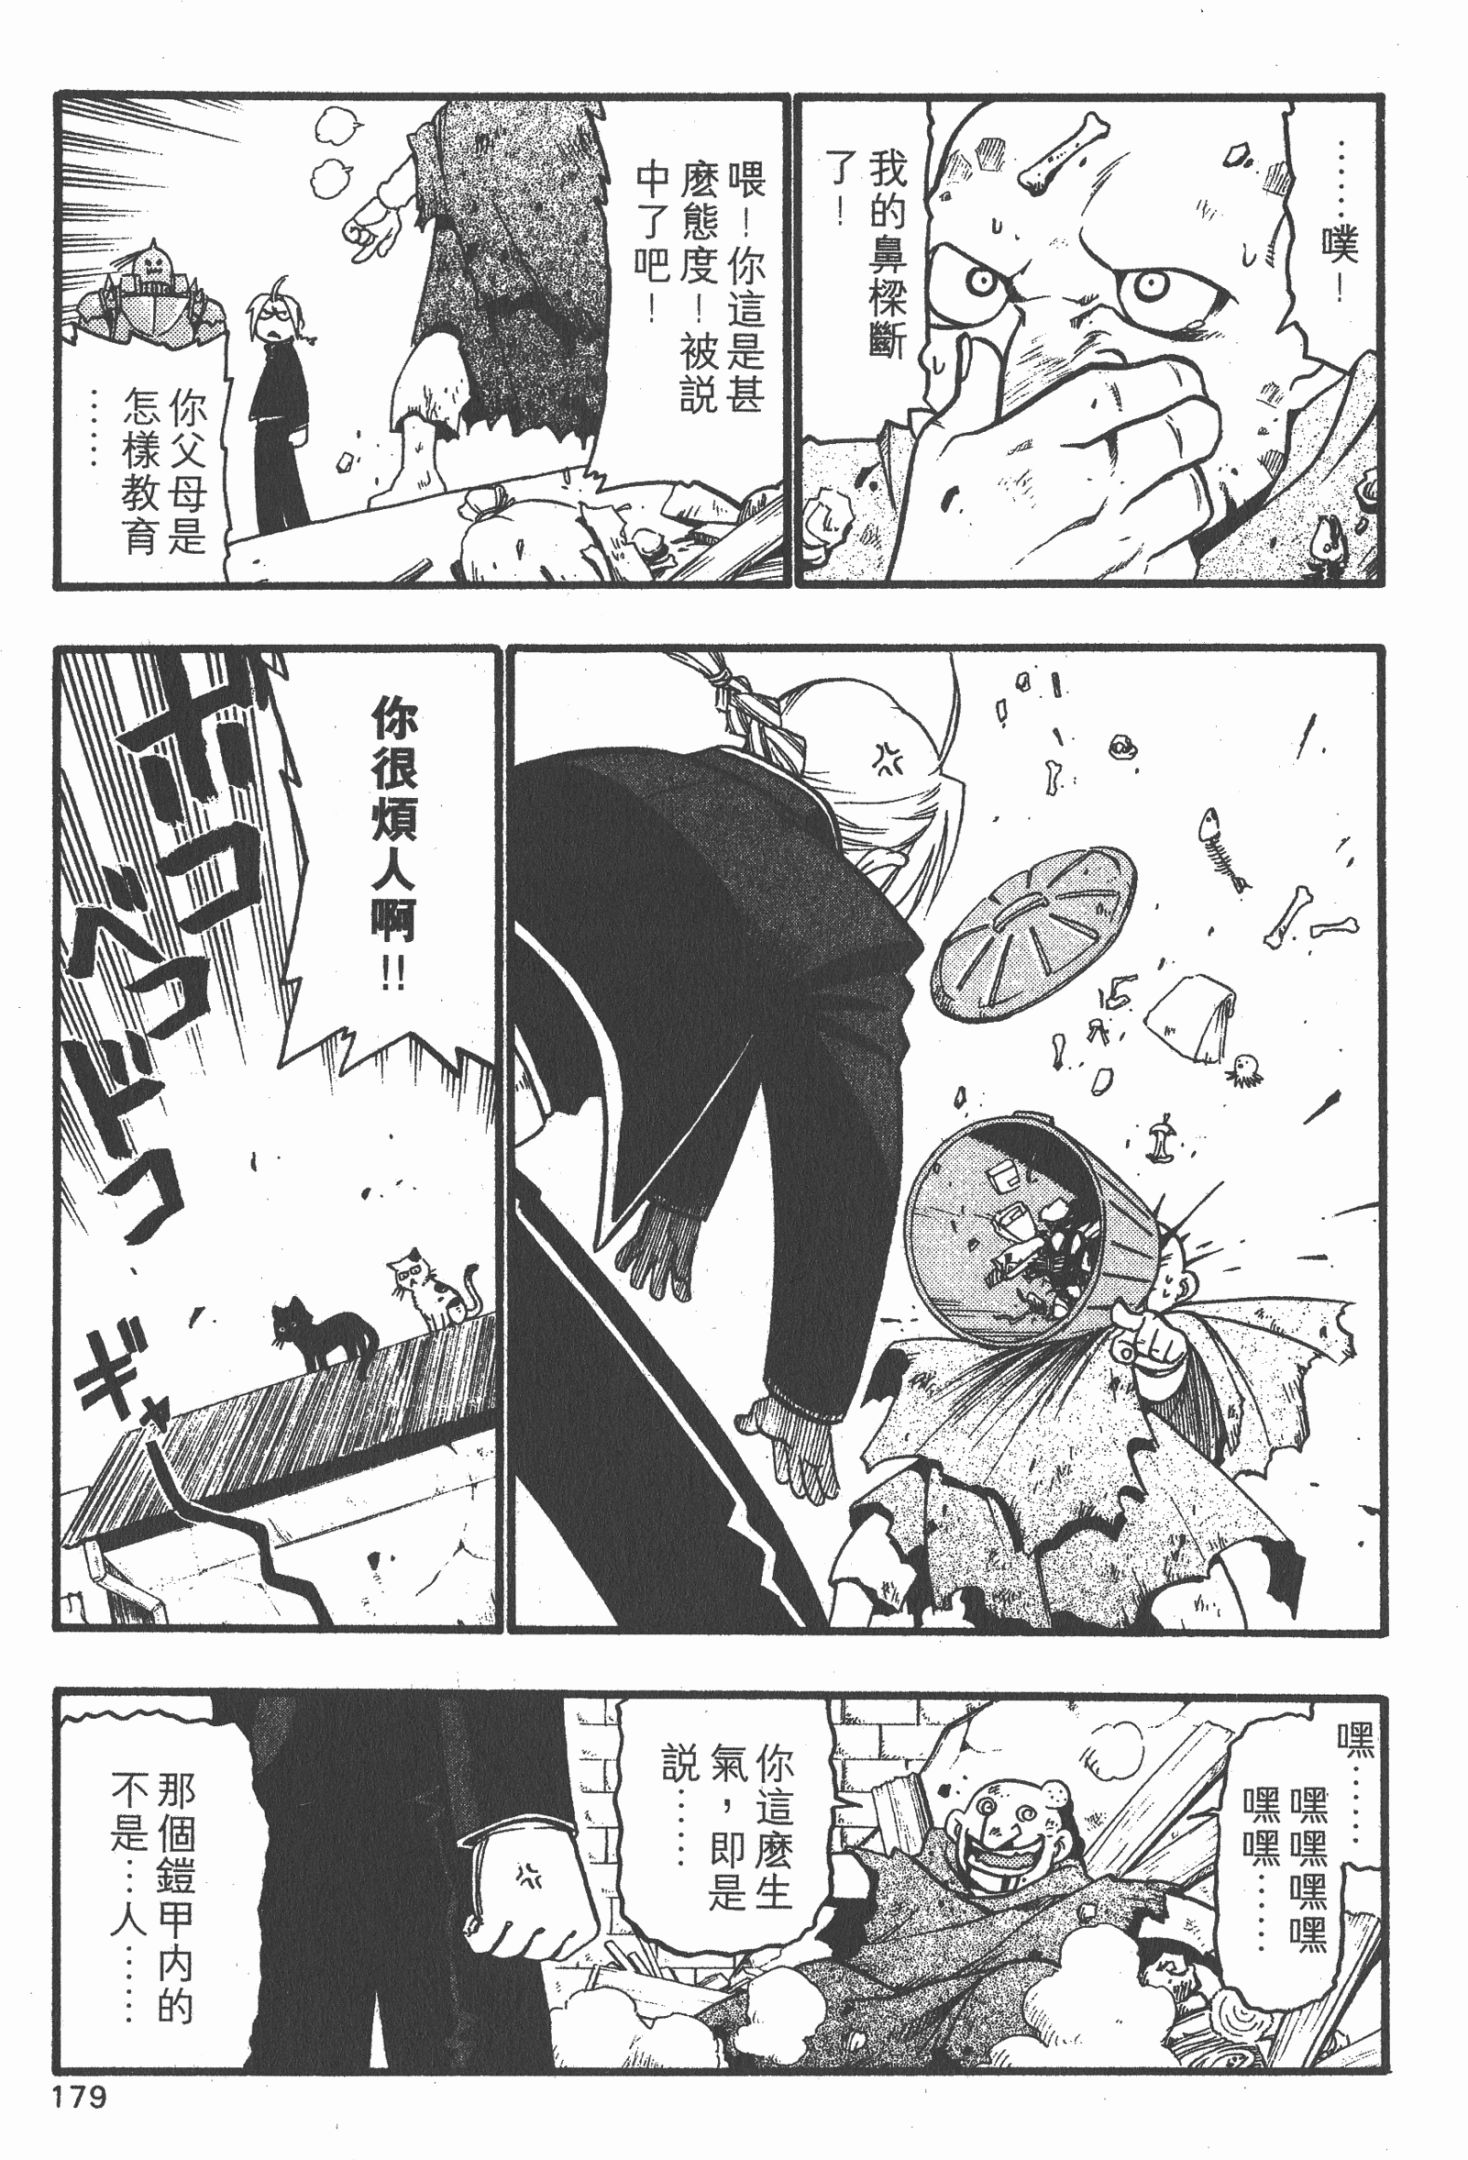 ……噗！
我的鼻樑斷
了！
喂！你這是甚
麼態度！被説
中了吧！
你父母是
怎樣教育
……
你很煩人啊!!
ボコ
ベコ
ドコ
ギャ
嘿……
嘿嘿嘿嘿
嘿嘿……
你這麼生
氣，即是
説……
那個鎧甲内的
不是…人……
179